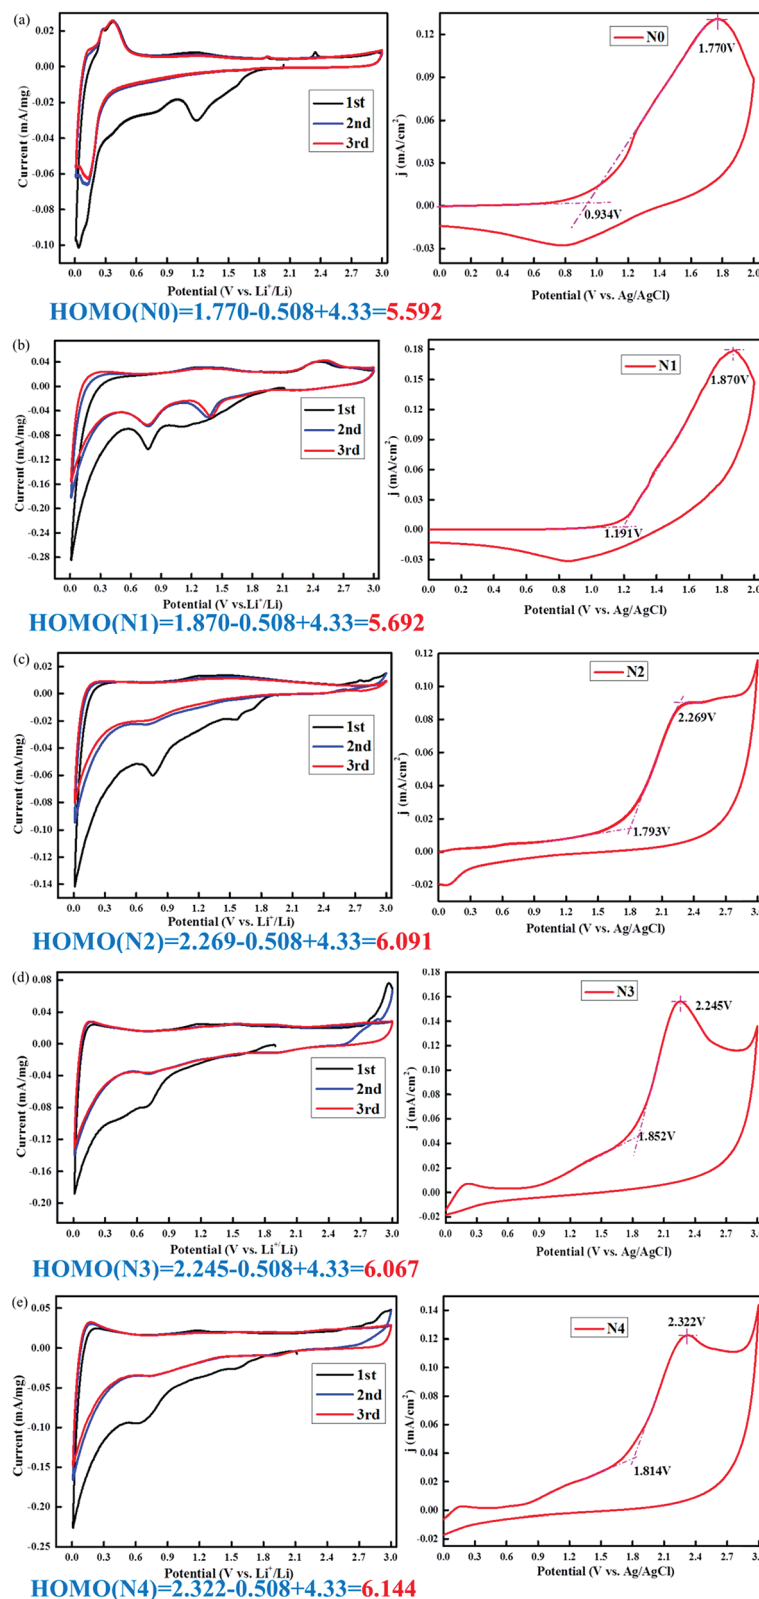 (a)
0.02
0.00
-0.02
-0.04
-0.06
-0.08
-0.10
Current (mA/mg)
1st
2nd
3rd
0.0 0.3 0.6 0.9 1.2 1.5 1.8 2.1 2.4 2.7 3.0
Potential (V vs. Li⁺/Li)
0.12
0.09
0.06
0.03
0.00
-0.03
j (mA/cm²)
N0
1.770V
0.934V
0.0 0.2 0.4 0.6 0.8 1.0 1.2 1.4 1.6 1.8 2.0
Potential (V vs. Ag/AgCl)
HOMO(N0)=1.770-0.508+4.33=5.592
(b)
0.04
0.00
-0.04
-0.08
-0.12
-0.16
-0.20
-0.24
-0.28
Current (mA/mg)
1st
2nd
3rd
0.0 0.3 0.6 0.9 1.2 1.5 1.8 2.1 2.4 2.7 3.0
Potential (V vs.Li⁺/Li)
0.18
0.15
0.12
0.09
0.06
0.03
0.00
-0.03
j (mA/cm²)
N1
1.870V
1.191V
0.0 0.2 0.4 0.6 0.8 1.0 1.2 1.4 1.6 1.8 2.0
Potential (V vs. Ag/AgCl)
HOMO(N1)=1.870-0.508+4.33=5.692
(c)
0.02
0.00
-0.02
-0.04
-0.06
-0.08
-0.10
-0.12
-0.14
Current (mA/mg)
1st
2nd
3rd
0.0 0.3 0.6 0.9 1.2 1.5 1.8 2.1 2.4 2.7 3.0
Potential (V vs. Li⁺/Li)
0.12
0.10
0.08
0.06
0.04
0.02
0.00
-0.02
j (mA/cm²)
N2
2.269V
1.793V
0.0 0.3 0.6 0.9 1.2 1.5 1.8 2.1 2.4 2.7 3.0
Potential (V vs. Ag/AgCl)
HOMO(N2)=2.269-0.508+4.33=6.091
(d)
0.08
0.04
0.00
-0.04
-0.08
-0.12
-0.16
-0.20
Current (mA/mg)
1st
2nd
3rd
0.0 0.3 0.6 0.9 1.2 1.5 1.8 2.1 2.4 2.7 3.0
Potential (V vs. Li⁺/Li)
0.18
0.16
0.14
0.12
0.10
0.08
0.06
0.04
0.02
0.00
-0.02
j (mA/cm²)
N3
2.245V
1.852V
0.0 0.3 0.6 0.9 1.2 1.5 1.8 2.1 2.4 2.7 3.0
Potential (V vs. Ag/AgCl)
HOMO(N3)=2.245-0.508+4.33=6.067
(e)
0.05
0.00
-0.05
-0.10
-0.15
-0.20
-0.25
Current (mA/mg)
1st
2nd
3rd
0.0 0.3 0.6 0.9 1.2 1.5 1.8 2.1 2.4 2.7 3.0
Potential (V vs. Li⁺/Li)
0.14
0.12
0.10
0.08
0.06
0.04
0.02
0.00
-0.02
j (mA/cm²)
N4
2.322V
1.814V
0.0 0.3 0.6 0.9 1.2 1.5 1.8 2.1 2.4 2.7 3.0
Potential (V vs. Ag/AgCl)
HOMO(N4)=2.322-0.508+4.33=6.144